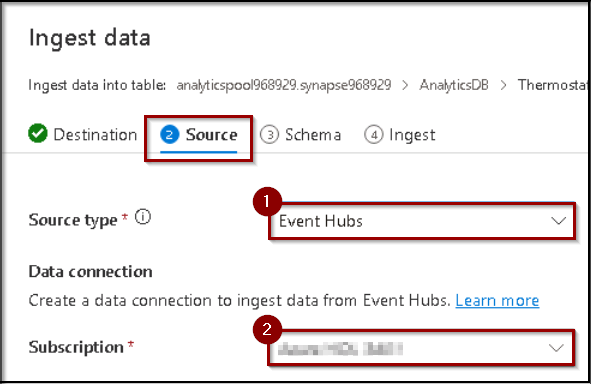 Ingest data
Ingest data into table: analyticspool968929.synapse968929 > AnalyticsDB > Thermostat
Destination 2 Source 3 Schema 4 Ingest
1
Source type * Event Hubs
Data connection
Create a data connection to ingest data from Event Hubs. Learn more
2
Subscription *